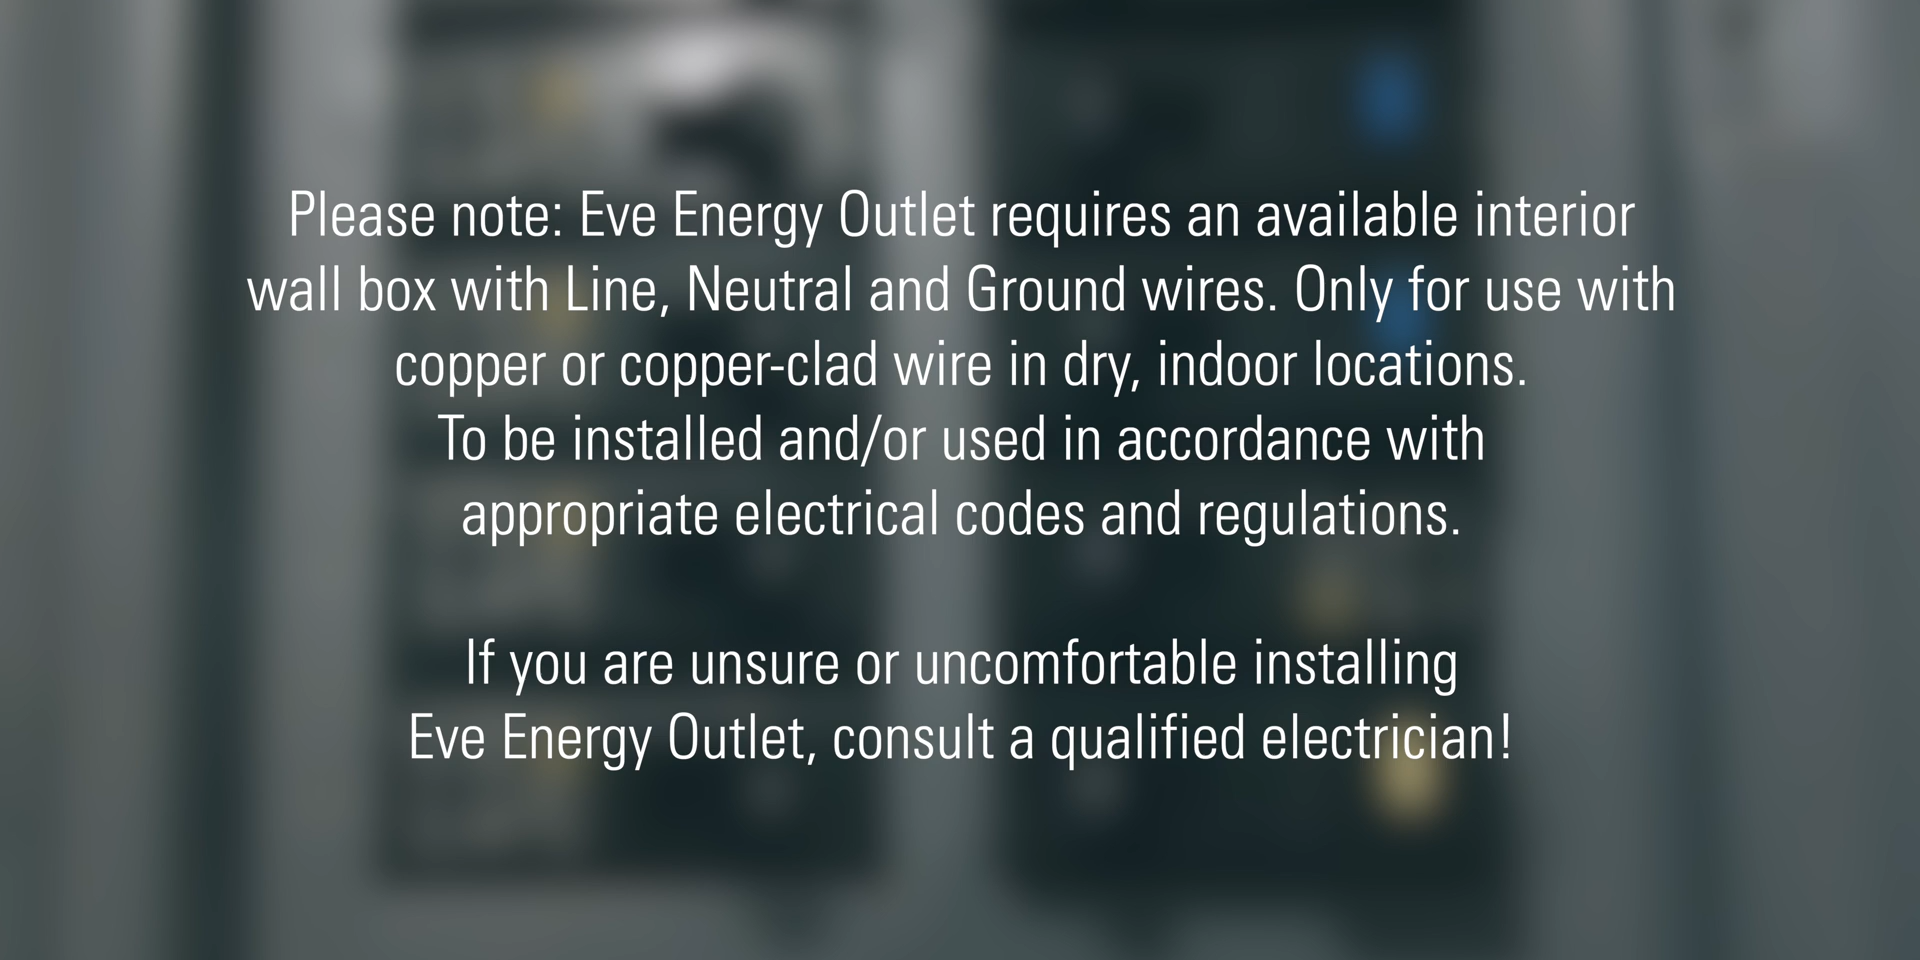 Please note: Eve Energy Outlet requires an available interior
wall box with Line, Neutral and Ground wires. Only for use with
copper or copper-clad wire in dry, indoor locations.
To be installed and/or used in accordance with
appropriate electrical codes and regulations.
If you are unsure or uncomfortable installing
Eve Energy Outlet, consult a qualified electrician!